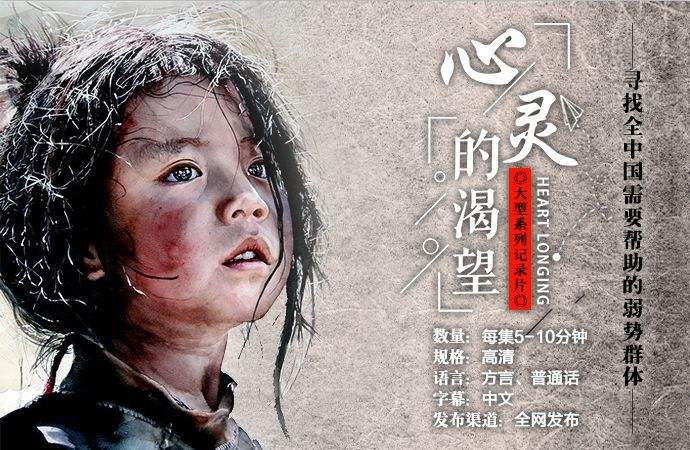 心灵
的渴望
HEART LONGING
◎大型系列记录片◎
寻找全中国需要帮助的弱势群体
数量：每集5-10分钟
规格：高清
语言：方言、普通话
字幕：中文
发布渠道：全网发布